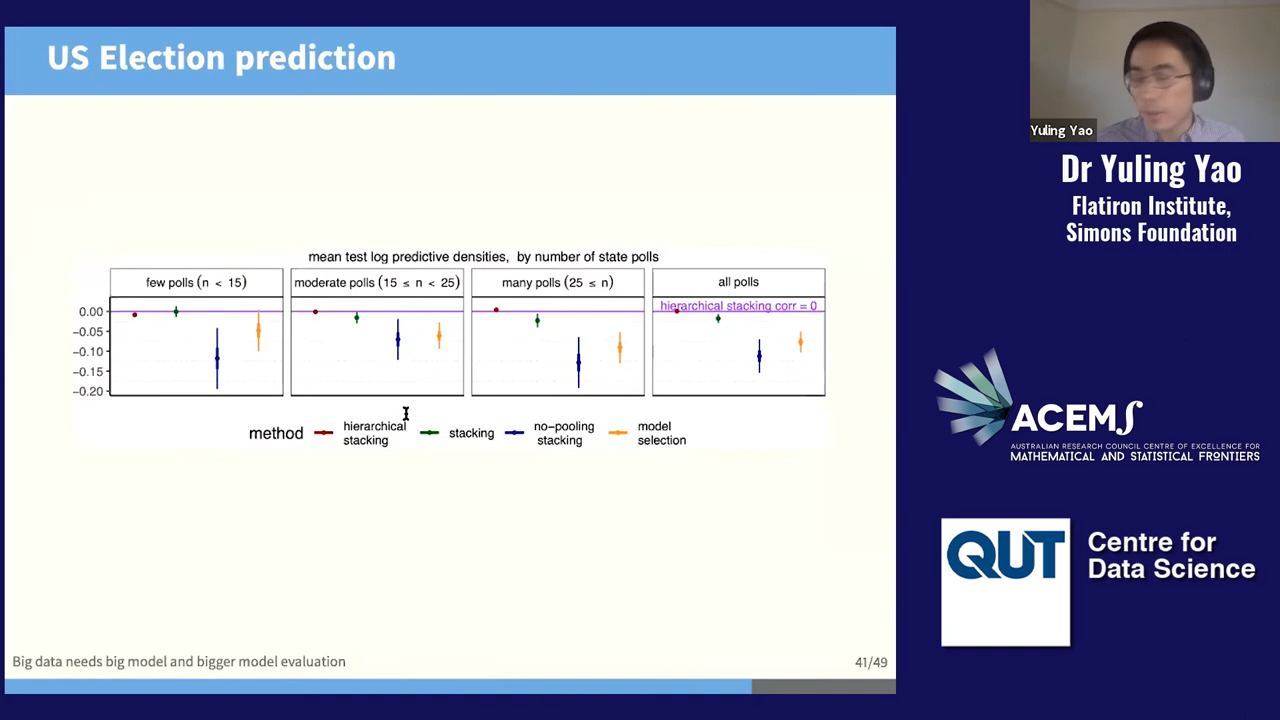 US Election prediction
mean test log predictive densities, by number of state polls
few polls (n < 15)
moderate polls (15 ≤ n < 25)
many polls (25 ≤ n)
all polls
hierarchical stacking corr = 0
0.00
−0.05
−0.10
−0.15
−0.20
method
hierarchical
stacking
stacking
no−pooling
stacking
model
selection
Big data needs big model and bigger model evaluation
41/49
Yuling Yao
Dr Yuling Yao
Flatiron Institute,
Simons Foundation
ACEMS
AUSTRALIAN RESEARCH COUNCIL CENTRE OF EXCELLENCE FOR
MATHEMATICAL AND STATISTICAL FRONTIERS
QUT
Centre for
Data Science